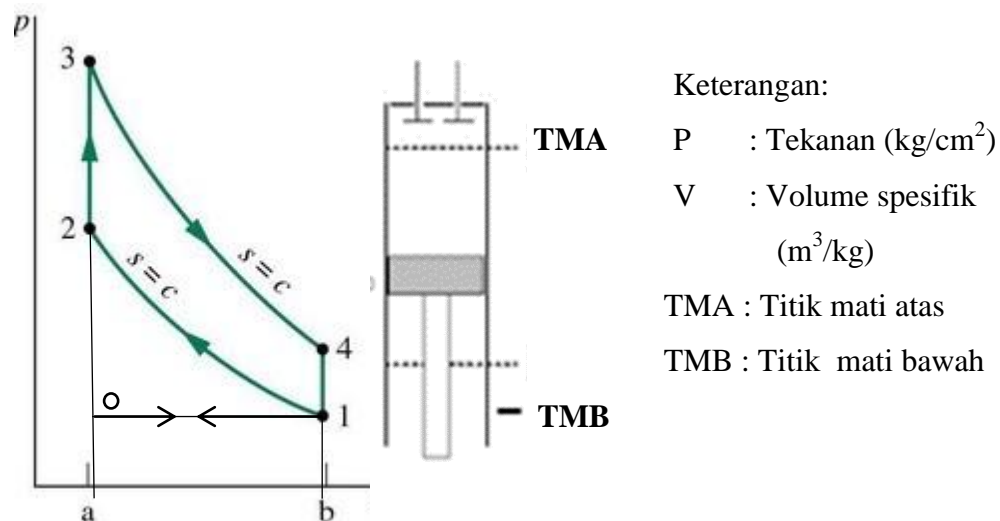 p
3
2
s = c
s = c
4
1
O
a
b
TMA
TMB
Keterangan:
P : Tekanan (kg/cm²)
V : Volume spesifik
(m³/kg)
TMA : Titik mati atas
TMB : Titik mati bawah